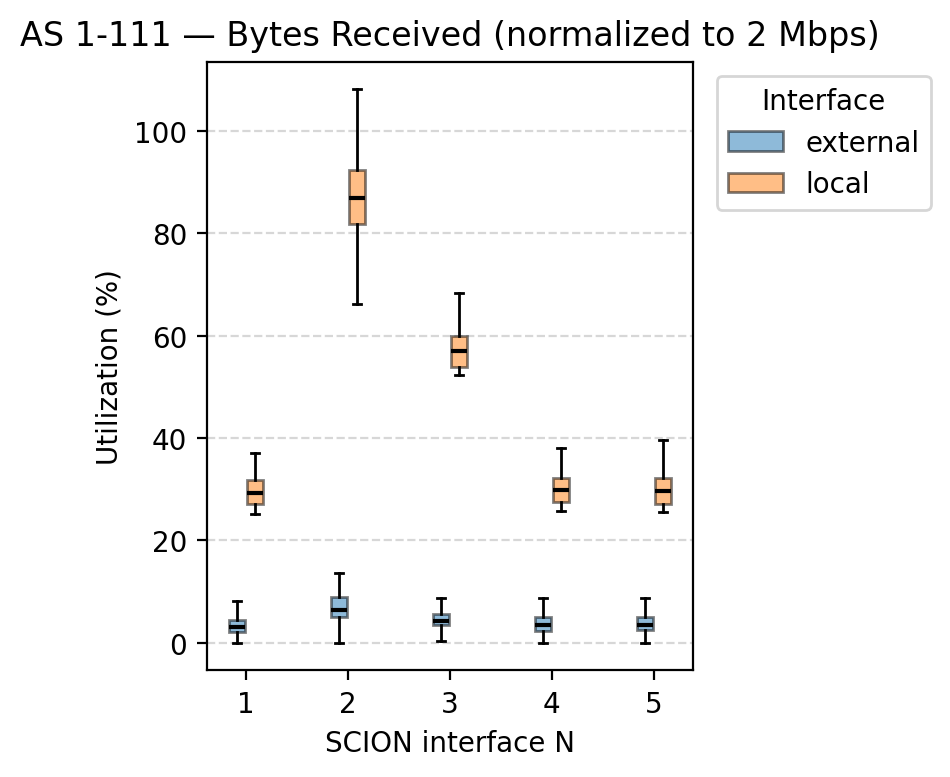 AS 1-111 — Bytes Received (normalized to 2 Mbps)
Interface
external
local
Utilization (%)
100
80
60
40
20
0
1 2 3 4 5
SCION interface N